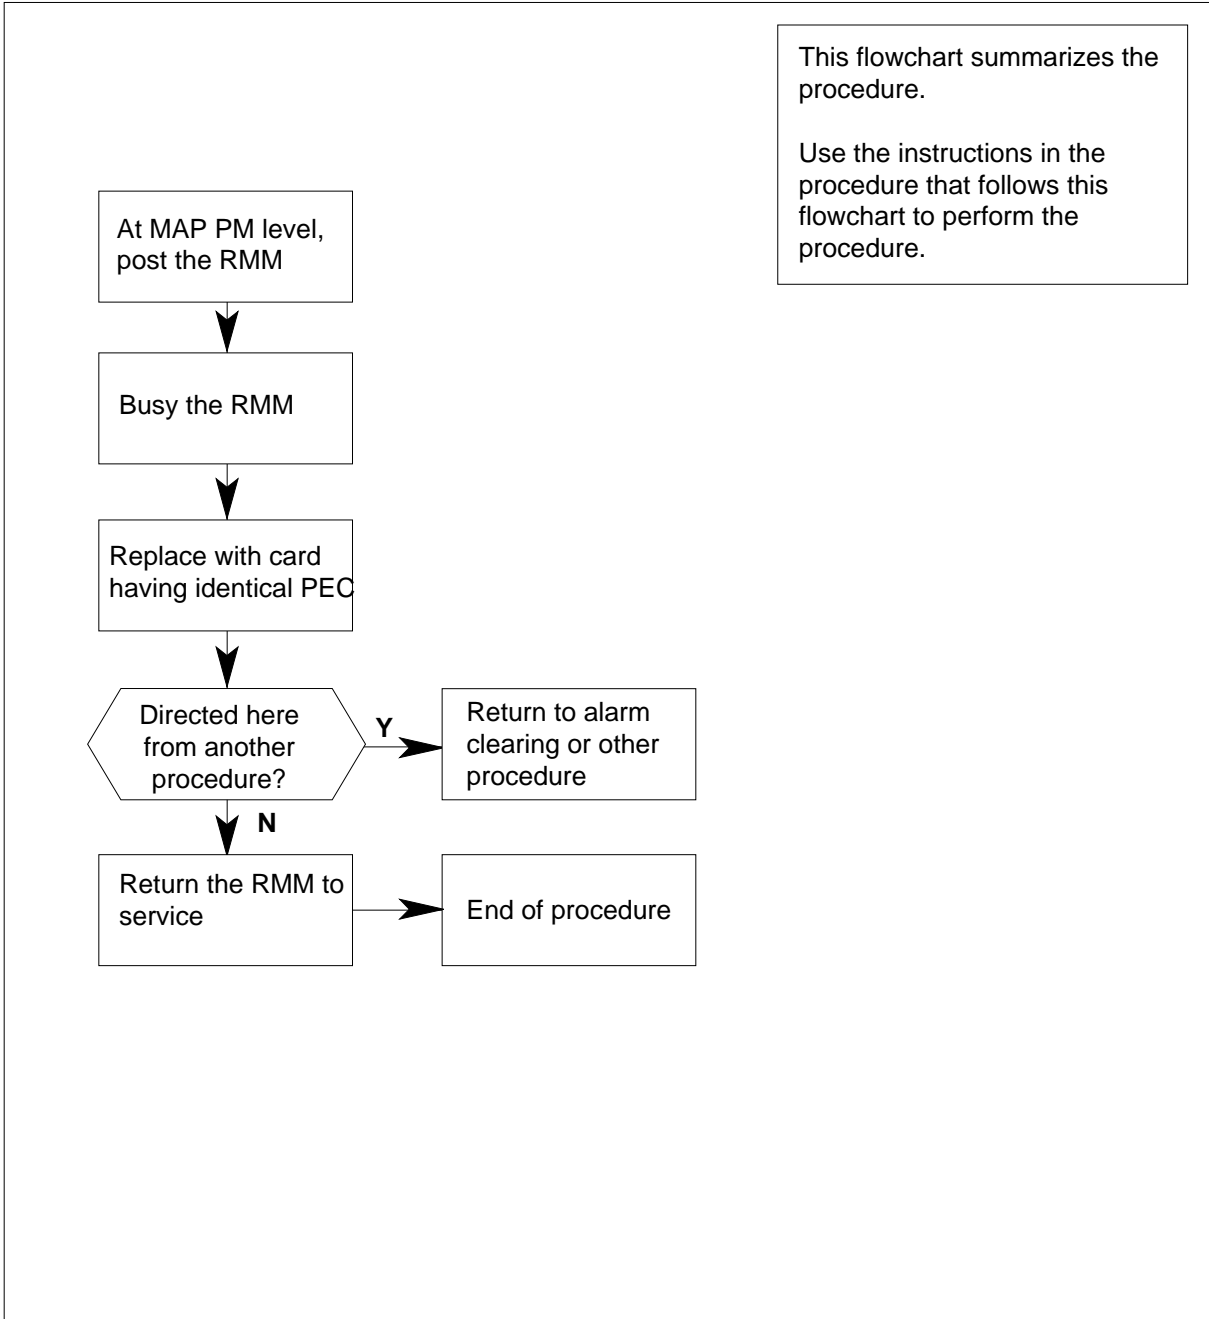 This flowchart summarizes the
procedure.
Use the instructions in the
procedure that follows this
flowchart to perform the
procedure.
At MAP PM level,
post the RMM
Busy the RMM
Replace with card
having identical PEC
Directed here
from another
procedure?
Y
Return to alarm
clearing or other
procedure
N
Return the RMM to
service
End of procedure